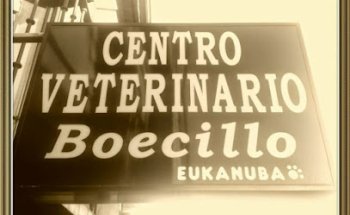 CENTRO
VETERINARIO
Boecillo
EUKANUBA